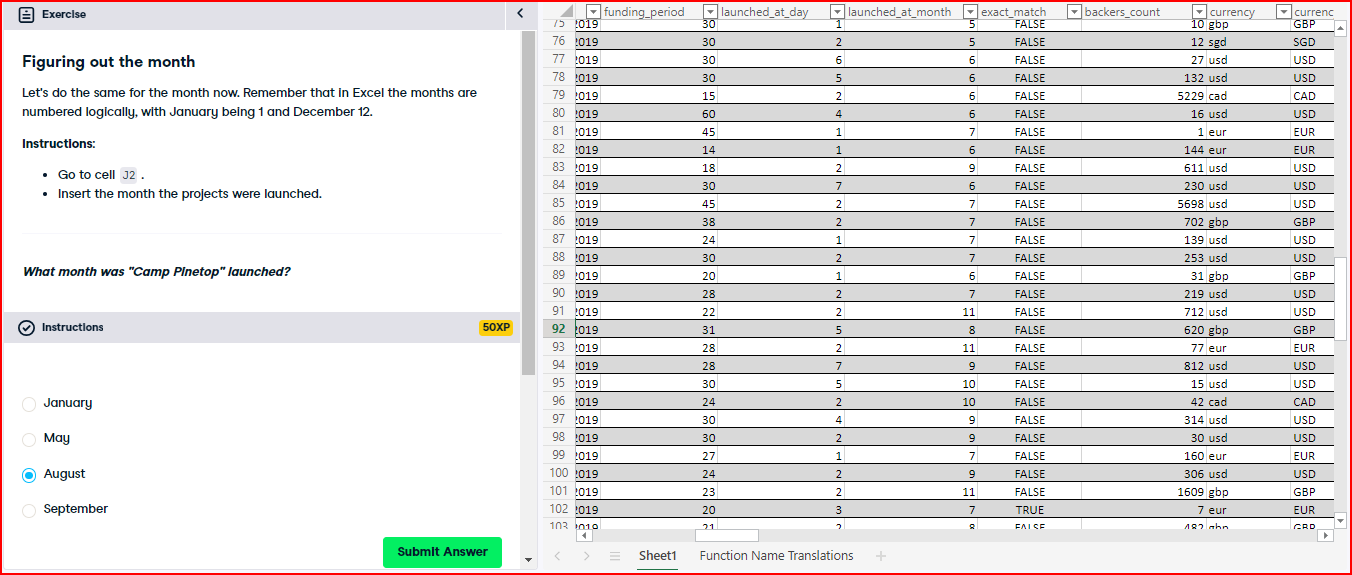 Exercise
Figuring out the month
Let's do the same for the month now. Remember that in Excel the months are
numbered logically, with January being 1 and December 12.
Instructions:
• Go to cell J2 .
• Insert the month the projects were launched.
What month was "Camp Pinetop" launched?
Instructions 50XP
January
May
August
September
Submit Answer
funding_period launched_at_day launched_at_month exact_match backers_count currency currenc
75 2019 30 1 5 FALSE 10 gbp GBP
76 2019 30 2 5 FALSE 12 sgd SGD
77 2019 30 6 6 FALSE 27 usd USD
78 2019 30 5 6 FALSE 132 usd USD
79 2019 15 2 6 FALSE 5229 cad CAD
80 2019 60 4 6 FALSE 16 usd USD
81 2019 45 1 7 FALSE 1 eur EUR
82 2019 14 1 6 FALSE 144 eur EUR
83 2019 18 2 9 FALSE 611 usd USD
84 2019 30 7 6 FALSE 230 usd USD
85 2019 45 2 7 FALSE 5698 usd USD
86 2019 38 2 7 FALSE 702 gbp GBP
87 2019 24 1 7 FALSE 139 usd USD
88 2019 30 2 7 FALSE 253 usd USD
89 2019 20 1 6 FALSE 31 gbp GBP
90 2019 28 2 7 FALSE 219 usd USD
91 2019 22 2 11 FALSE 712 usd USD
92 2019 31 5 8 FALSE 620 gbp GBP
93 2019 28 2 11 FALSE 77 eur EUR
94 2019 28 7 9 FALSE 812 usd USD
95 2019 30 5 10 FALSE 15 usd USD
96 2019 24 2 10 FALSE 42 cad CAD
97 2019 30 4 9 FALSE 314 usd USD
98 2019 30 2 9 FALSE 30 usd USD
99 2019 27 1 7 FALSE 160 eur EUR
100 2019 24 2 9 FALSE 306 usd USD
101 2019 23 2 11 FALSE 1609 gbp GBP
102 2019 20 3 7 TRUE 7 eur EUR
103 2019 21 2 8 FALSE 482 gbp GBP
Sheet1 Function Name Translations